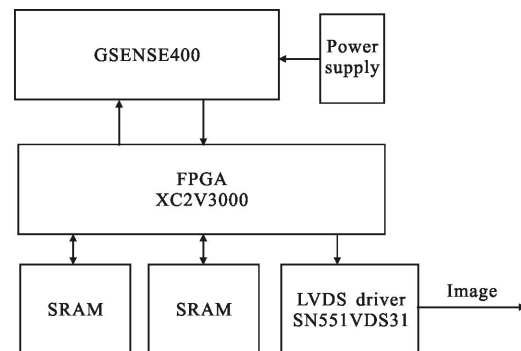 GSENSE400
Power
supply
FPGA
XC2V3000
SRAM
SRAM
LVDS driver
SN551VDS31
Image